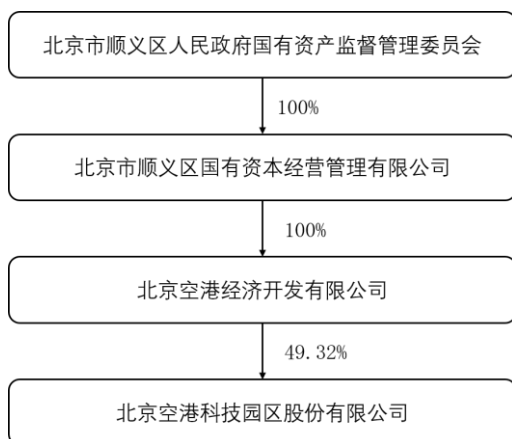 北京市顺义区人民政府国有资产监督管理委员会
100%
北京市顺义区国有资本经营管理有限公司
100%
北京空港经济开发有限公司
49.32%
北京空港科技园区股份有限公司